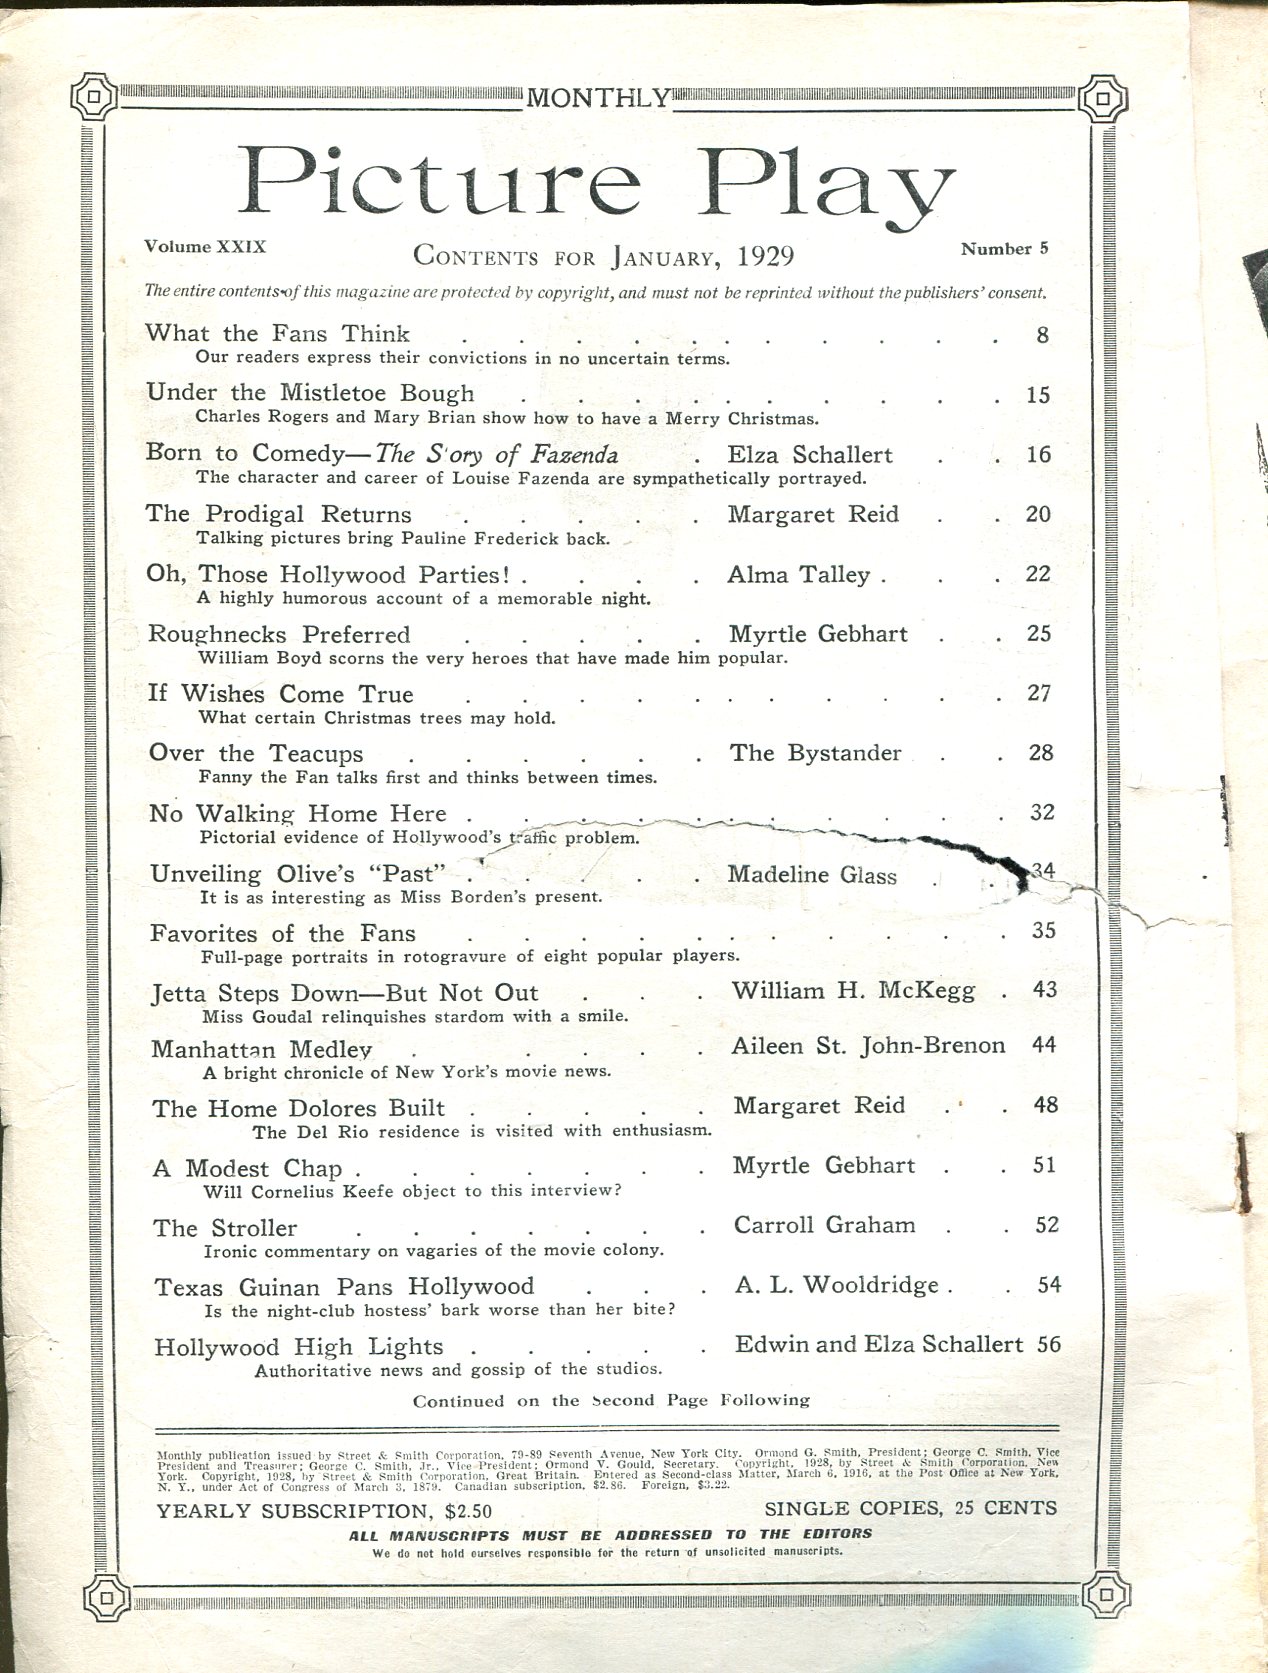 MONTHLY
Picture Play
Volume XXIX
CONTENTS FOR JANUARY, 1929
Number 5
The entire contents of this magazine are protected by copyright, and must not be reprinted without the publishers' consent.
What the Fans Think . . . . . . . . . . . 8
Our readers express their convictions in no uncertain terms.
Under the Mistletoe Bough . . . . . . . . . . 15
Charles Rogers and Mary Brian show how to have a Merry Christmas.
Born to Comedy—The S'ory of Fazenda . Elza Schallert . . 16
The character and career of Louise Fazenda are sympathetically portrayed.
The Prodigal Returns . . . . . Margaret Reid . . 20
Talking pictures bring Pauline Frederick back.
Oh, Those Hollywood Parties! . . . . Alma Talley . . . 22
A highly humorous account of a memorable night.
Roughnecks Preferred . . . . . Myrtle Gebhart . . 25
William Boyd scorns the very heroes that have made him popular.
If Wishes Come True . . . . . . . . . . . 27
What certain Christmas trees may hold.
Over the Teacups . . . . . . The Bystander . . 28
Fanny the Fan talks first and thinks between times.
No Walking Home Here . . . . . . . . . . . 32
Pictorial evidence of Hollywood's traffic problem.
Unveiling Olive's “Past” . . . . . Madeline Glass . . 34
It is as interesting as Miss Borden's present.
Favorites of the Fans . . . . . . . . . . . 35
Full-page portraits in rotogravure of eight popular players.
Jetta Steps Down—But Not Out . . . William H. McKegg . 43
Miss Goudal relinquishes stardom with a smile.
Manhattan Medley . . . . . Aileen St. John-Brenon 44
A bright chronicle of New York's movie news.
The Home Dolores Built . . . . . Margaret Reid . . 48
The Del Rio residence is visited with enthusiasm.
A Modest Chap . . . . . . . Myrtle Gebhart . . 51
Will Cornelius Keefe object to this interview?
The Stroller . . . . . . . Carroll Graham . . 52
Ironic commentary on vagaries of the movie colony.
Texas Guinan Pans Hollywood . . . A. L. Wooldridge . . 54
Is the night-club hostess' bark worse than her bite?
Hollywood High Lights . . . . . Edwin and Elza Schallert 56
Authoritative news and gossip of the studios.
Continued on the Second Page Following
Monthly publication issued by Street & Smith Corporation, 79-89 Seventh Avenue, New York City. Ormond G. Smith, President; George C. Smith, Vice
President and Treasurer; George C. Smith, Jr., Vice President; Ormond V. Gould, Secretary. Copyright, 1928, by Street & Smith Corporation, New
York. Copyright, 1928, by Street & Smith Corporation, Great Britain. Entered as Second-class Matter, March 6, 1916, at the Post Office at New York,
N. Y., under Act of Congress of March 3, 1879. Canadian subscription, $2.86. Foreign, $3.22.
YEARLY SUBSCRIPTION, $2.50
SINGLE COPIES, 25 CENTS
ALL MANUSCRIPTS MUST BE ADDRESSED TO THE EDITORS
We do not hold ourselves responsible for the return of unsolicited manuscripts.